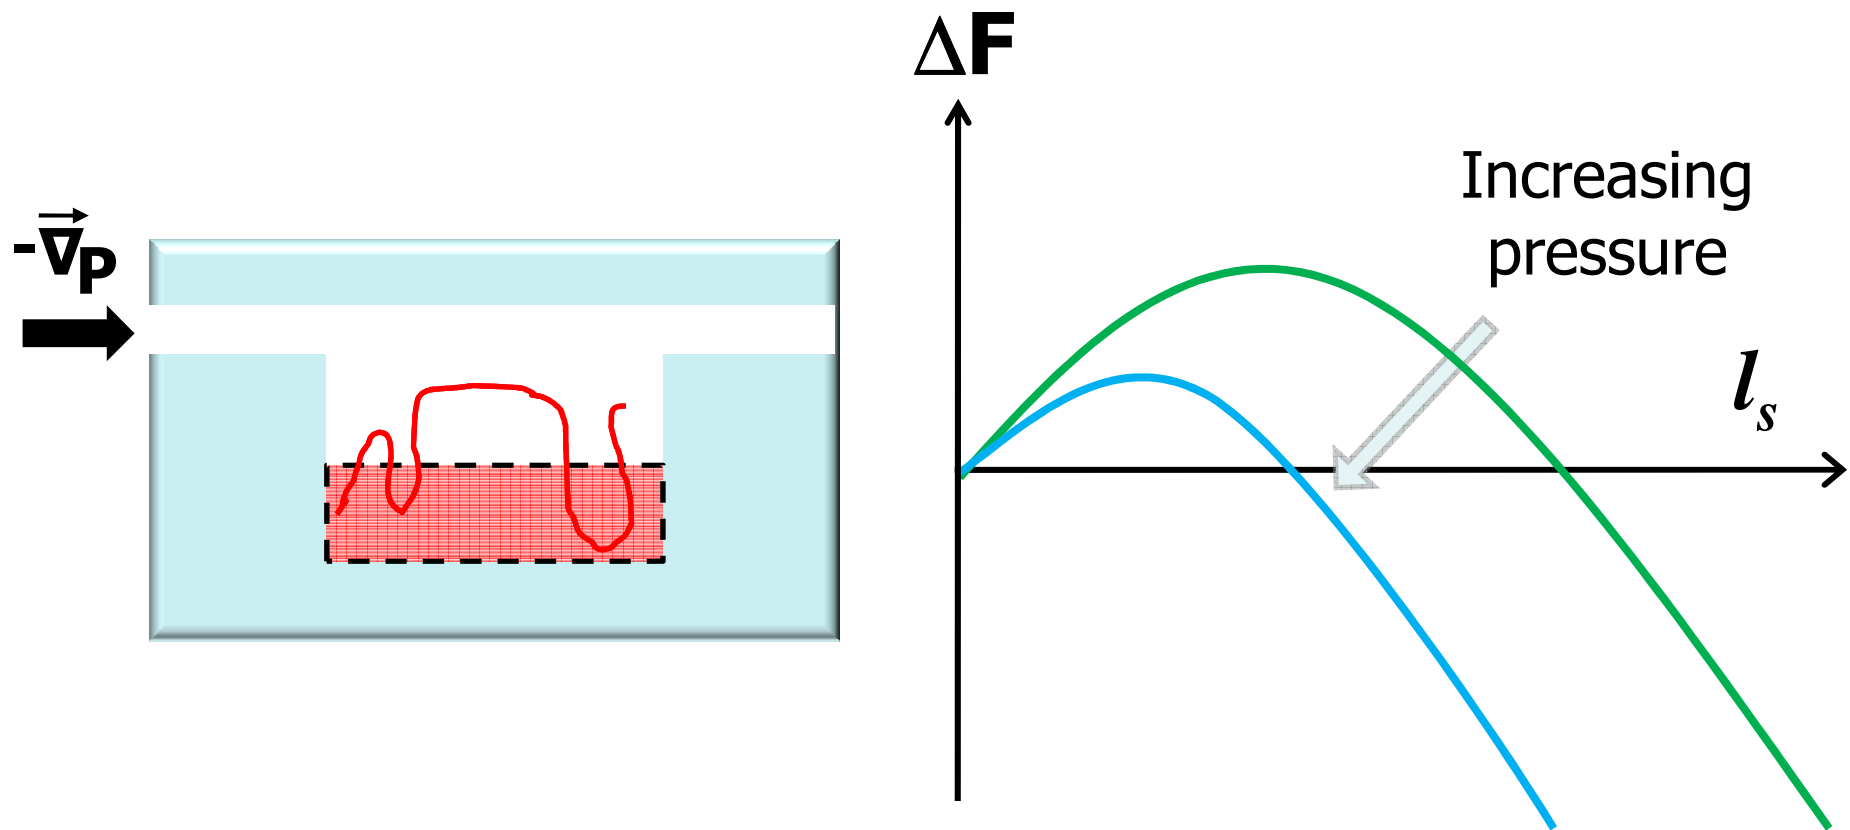 -∇⃗P
ΔF
Increasing
pressure
lₛ